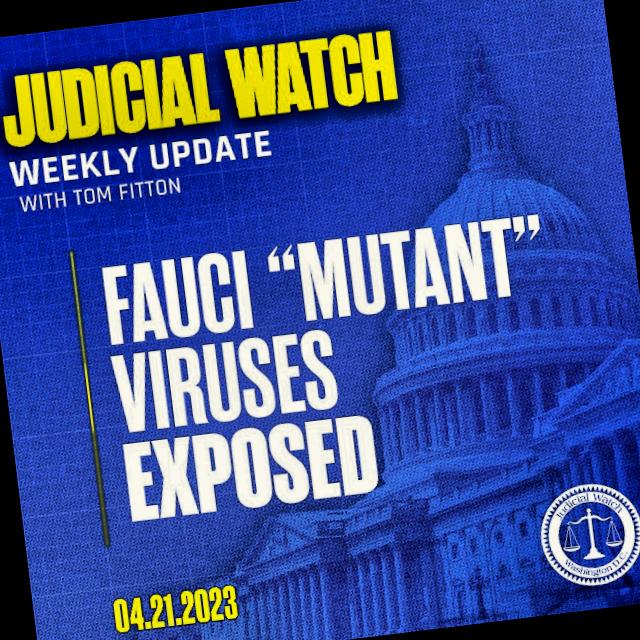 JUDICIAL WATCH
WEEKLY UPDATE
WITH TOM FITTON
FAUCI “MUTANT”
VIRUSES
EXPOSED
04.21.2023
Judicial Watch
Washington D.C.